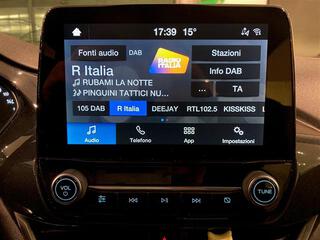 17:39 15°
Fonti audio DAB Stazioni
RADIO
ITALIA
R Italia
Info DAB
RUBAMI LA NOTTE
PINGUINI TATTICI NU... ... TA
105 DAB R Italia DEEJAY RTL102.5 KISSKISS
Audio Telefono App Impostazioni
VOL TUNE